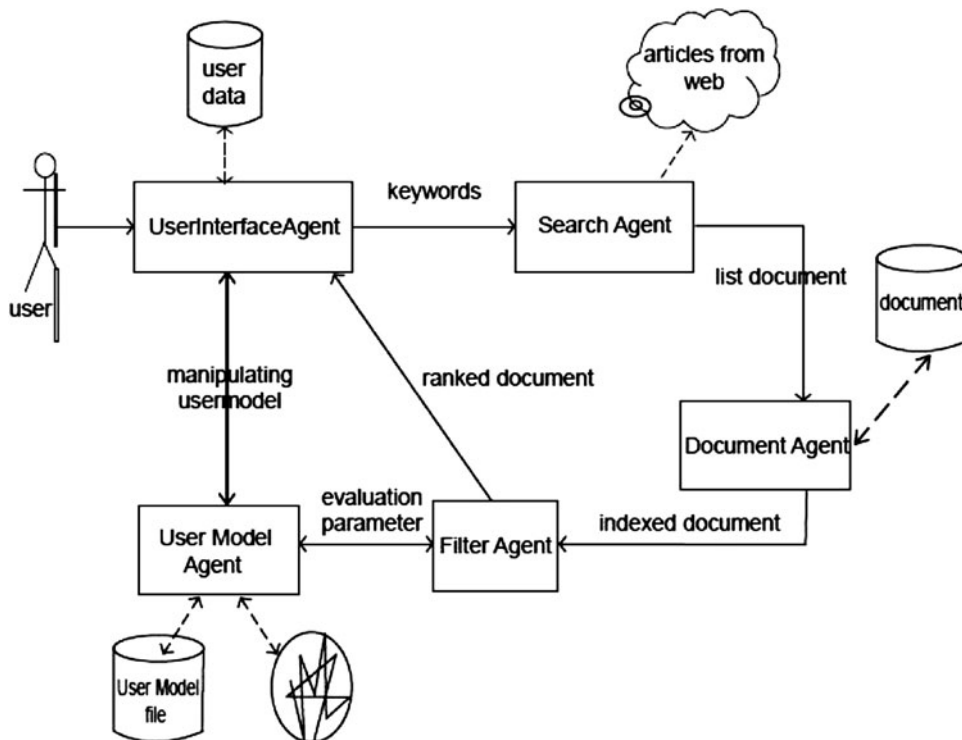 user
data
articles from
web
UserInterfaceAgent
keywords
Search Agent
user
list document
document
manipulating
usermodel
ranked document
Document Agent
evaluation
parameter
indexed document
User Model
Agent
Filter Agent
User Model
file